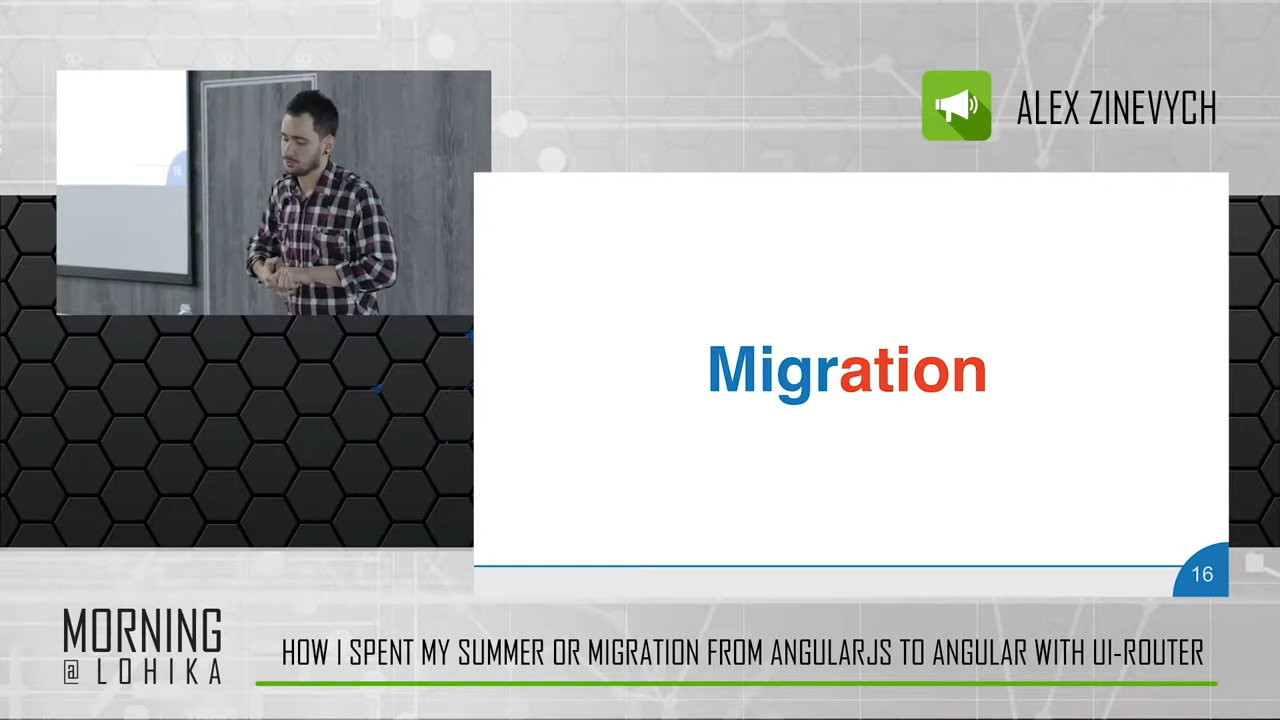 ALEX ZINEVYCH
Migration
16
MORNING
@ LOHIKA
HOW I SPENT MY SUMMER OR MIGRATION FROM ANGULARJS TO ANGULAR WITH UI-ROUTER